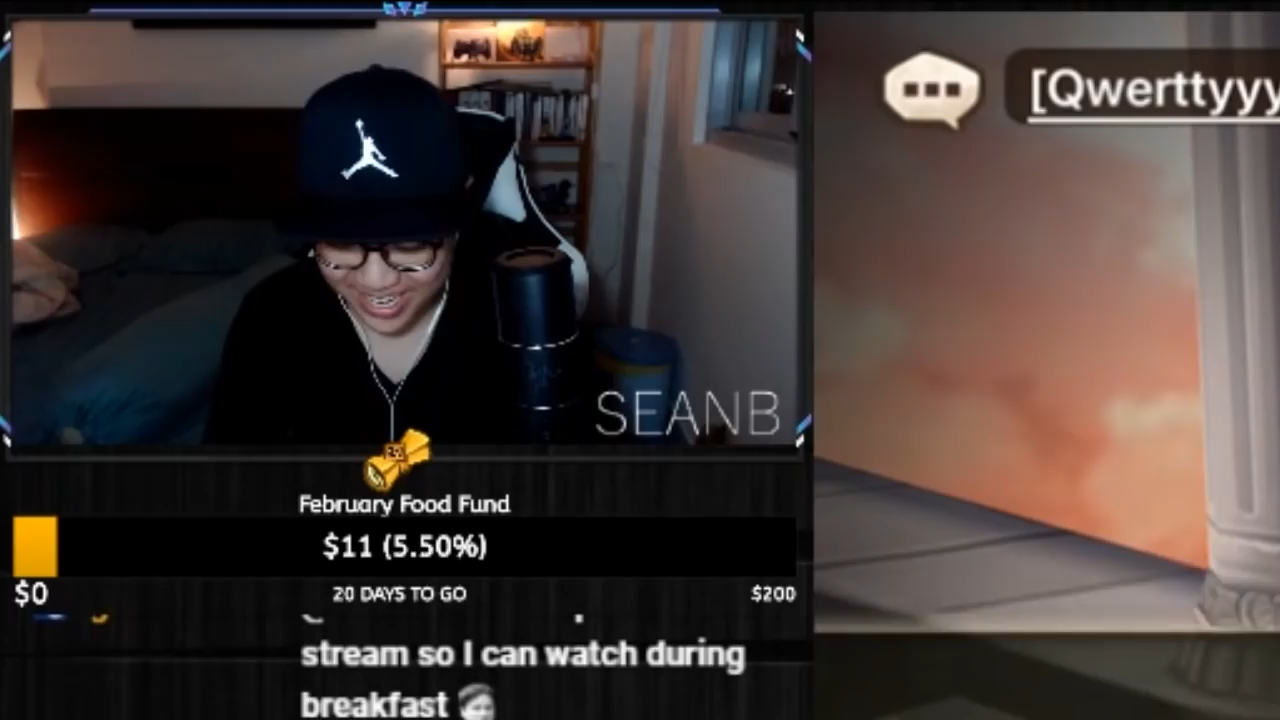 [Qwerttyyy
SEANB
February Food Fund
$11 (5.50%)
$0
20 DAYS TO GO
$200
stream so I can watch during
breakfast